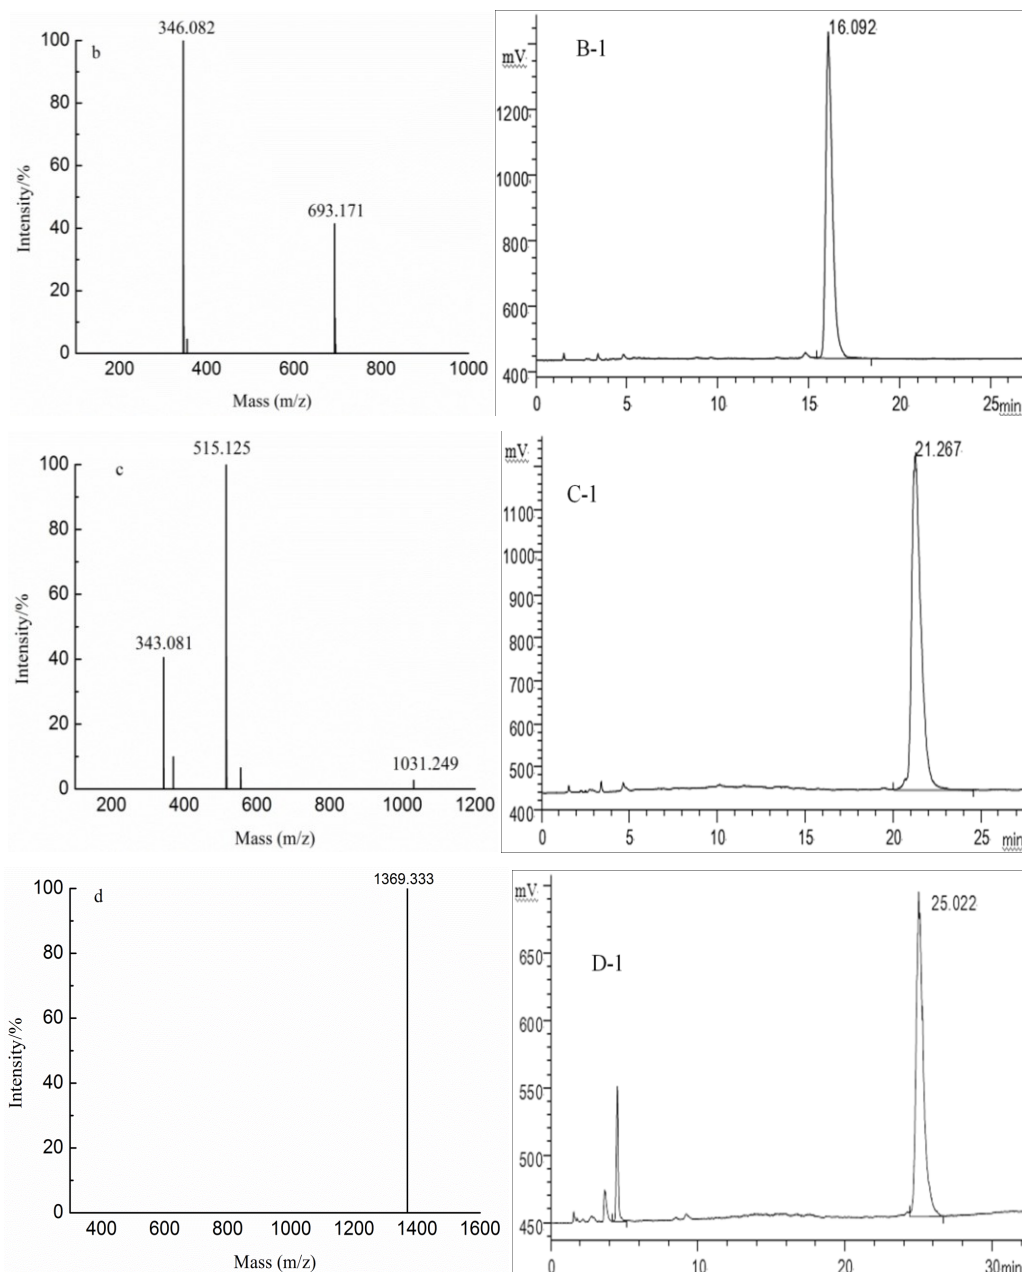 346.082
100
b
80
693.171
60
Intensity/%
40
20
0
200 400 600 800 1000
Mass (m/z)
16.092
B-1
mV
1200
1000
800
600
400
0 5 10 15 20 25min
515.125
100
c
80
60
343.081
Intensity/%
40
20
1031.249
0
200 400 600 800 1000 1200
Mass (m/z)
21.267
mV
C-1
1100
1000
900
800
700
600
500
400
0 5 10 15 20 25 min
1369.333
100
d
80
60
Intensity/%
40
20
0
400 600 800 1000 1200 1400 1600
Mass (m/z)
mV
25.022
D-1
650
600
550
500
450
0 10 20 30min